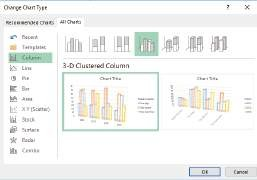 Change Chart Type
Recommended Charts
All Charts
Recent
Templates
Column
Line
Pie
Bar
Area
X Y (Scatter)
Stock
Surface
Radar
Combo
3-D Clustered Column
Chart Title
Chart Title
OK
Cancel